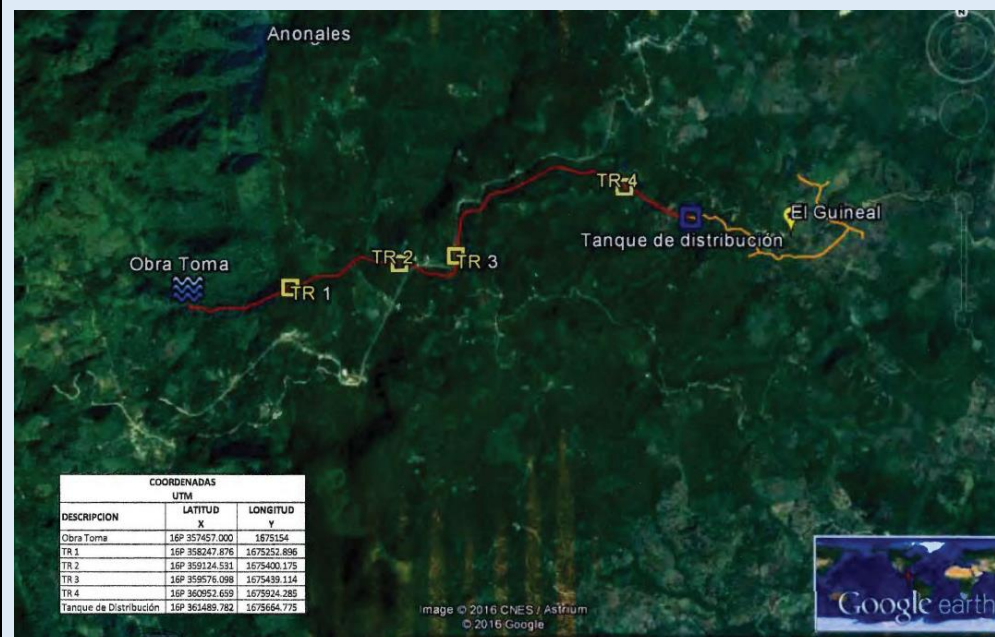 N
Anonales
TR 4
El Guineal
Tanque de distribución
Obra Toma
TR 2
TR 3
TR 1
COORDENADAS
UTM
DESCRIPCION LATITUD X LONGITUD Y
Obra Toma 16P 357457.000 1675154
TR 1 16P 358247.876 1675252.896
TR 2 16P 359124.531 1675400.175
TR 3 16P 359576.098 1675439.114
TR 4 16P 360952.659 1675924.285
Tanque de Distribución 16P 361489.782 1675664.775
Image © 2016 CNES / Astrium
© 2016 Google
Google earth